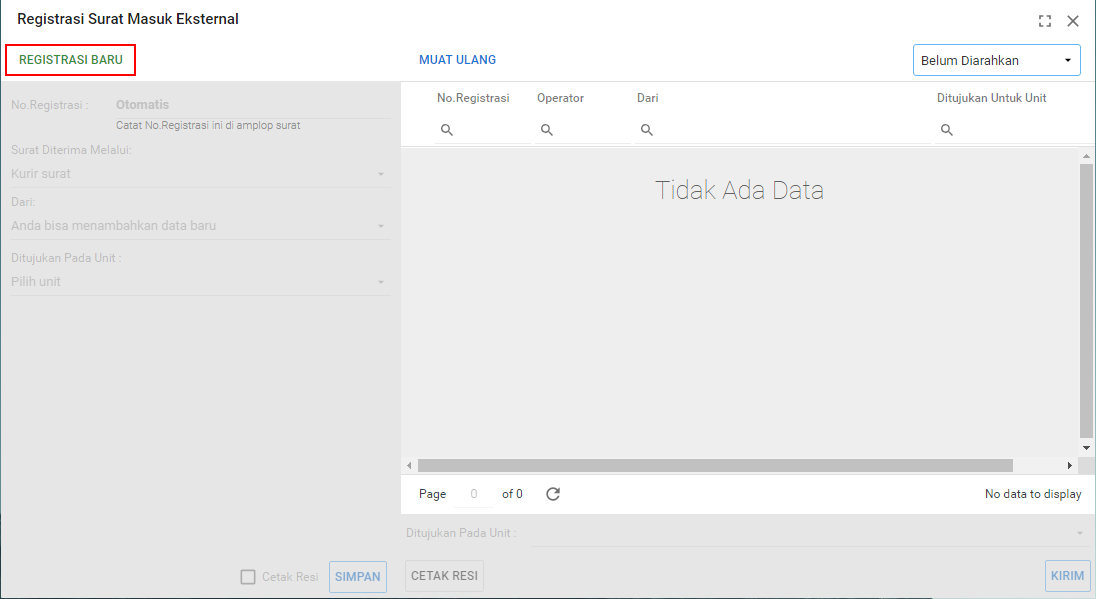 Registrasi Surat Masuk Eksternal
REGISTRASI BARU
MUAT ULANG
Belum Diarahkan
No.Registrasi :
Otomatis
Catat No.Registrasi ini di amplop surat
Surat Diterima Melalui:
Kurir surat
Dari:
Anda bisa menambahkan data baru
Ditujukan Pada Unit :
Pilih unit
Cetak Resi
SIMPAN
No.Registrasi
Operator
Dari
Ditujukan Untuk Unit
Tidak Ada Data
Page 0 of 0
No data to display
Ditujukan Pada Unit :
CETAK RESI
KIRIM